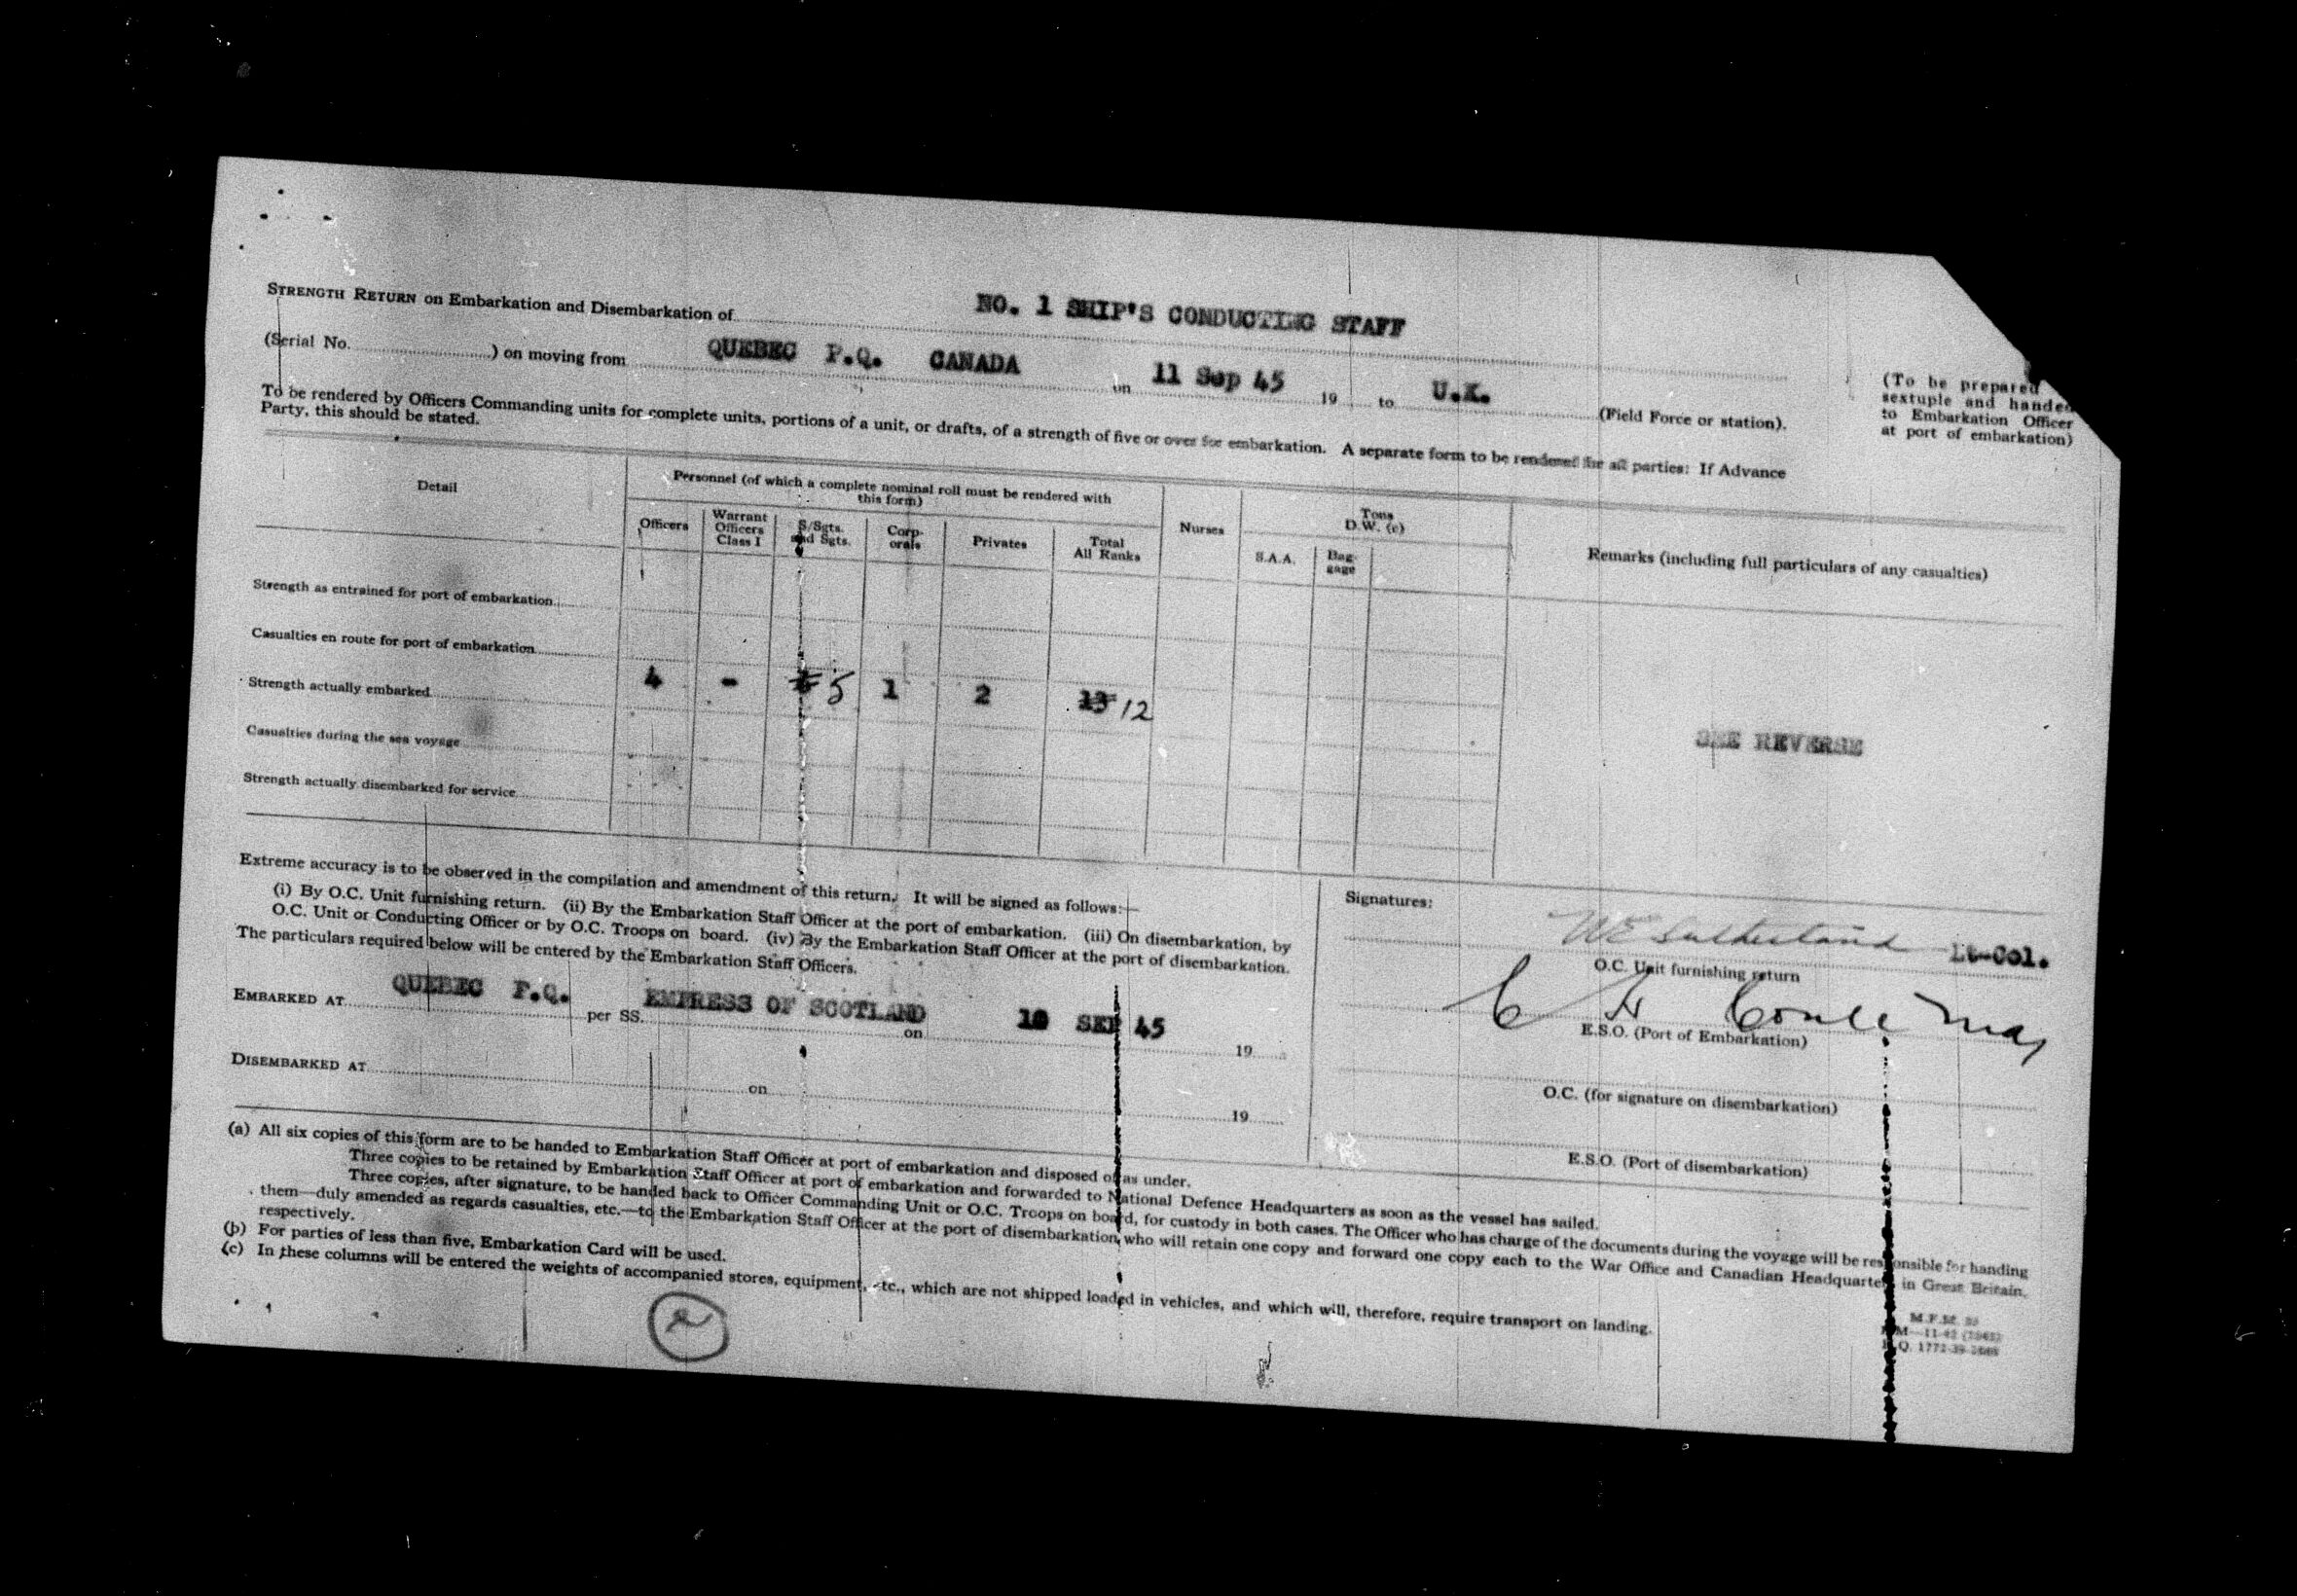 STRENGTH RETURN on Embarkation and Disembarkation of NO. 1 SHIP'S CONDUCTING STAFF
(Serial No. ) on moving from QUEBEC P.Q. CANADA on 11 Sep 45 19 to U.K. (Field Force or station).
(To be prepared
sextuple and handed
to Embarkation Officer
at port of embarkation)
To be rendered by Officers Commanding units for complete units, portions of a unit, or drafts, of a strength of five or over for embarkation. A separate form to be rendered for all parties: If Advance
Party, this should be stated.
Detail
Personnel (of which a complete nominal roll must be rendered with
this form)
Officers
Warrant
Officers
Class I
S/Sgts.
and Sgts.
Corp-
orals
Privates
Total
All Ranks
Nurses
Tons
D.W. (c)
S.A.A.
Bag-
gage
Remarks (including full particulars of any casualties)
Strength as entrained for port of embarkation
Casualties en route for port of embarkation
Strength actually embarked 4 - 5 1 2 13 12
Casualties during the sea voyage
Strength actually disembarked for service
SEE REVERSE
Extreme accuracy is to be observed in the compilation and amendment of this return. It will be signed as follows:—
(i) By O.C. Unit furnishing return. (ii) By the Embarkation Staff Officer at the port of embarkation. (iii) On disembarkation, by
O.C. Unit or Conducting Officer or by O.C. Troops on board. (iv) By the Embarkation Staff Officer at the port of disembarkation.
The particulars required below will be entered by the Embarkation Staff Officers.
EMBARKED AT QUEBEC P.Q. per SS. EMPRESS OF SCOTLAND on 10 SEP 45 19
DISEMBARKED AT on 19
Signatures:
WE Sutherland Lt-Col.
O.C. Unit furnishing return
E.S.O. (Port of Embarkation)
O.C. (for signature on disembarkation)
E.S.O. (Port of disembarkation)
(a) All six copies of this form are to be handed to Embarkation Staff Officer at port of embarkation and disposed of as under.
Three copies to be retained by Embarkation Staff Officer at port of embarkation and forwarded to National Defence Headquarters as soon as the vessel has sailed.
Three copies, after signature, to be handed back to Officer Commanding Unit or O.C. Troops on board, for custody in both cases. The Officer who has charge of the documents during the voyage will be responsible for handing
them—duly amended as regards casualties, etc.—to the Embarkation Staff Officer at the port of disembarkation, who will retain one copy and forward one copy each to the War Office and Canadian Headquarters in Great Britain,
respectively.
(b) For parties of less than five, Embarkation Card will be used.
(c) In these columns will be entered the weights of accompanied stores, equipment, etc., which are not shipped loaded in vehicles, and which will, therefore, require transport on landing.
2
M.F.M.